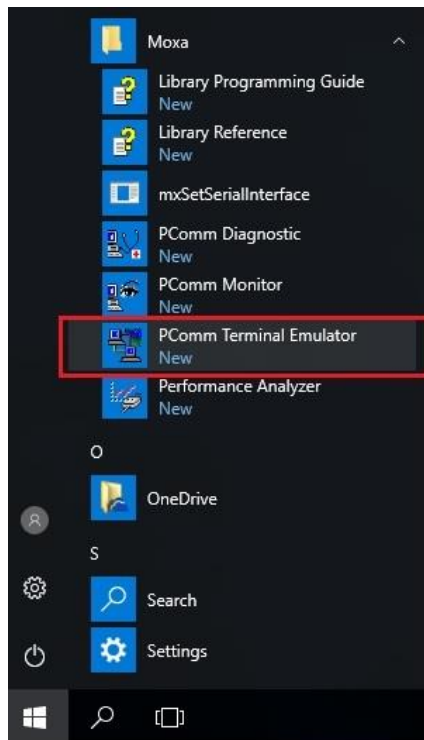 Moxa
Library Programming Guide
New
Library Reference
New
mxSetSerialInterface
PComm Diagnostic
New
PComm Monitor
New
PComm Terminal Emulator
New
Performance Analyzer
New
O
OneDrive
S
Search
Settings